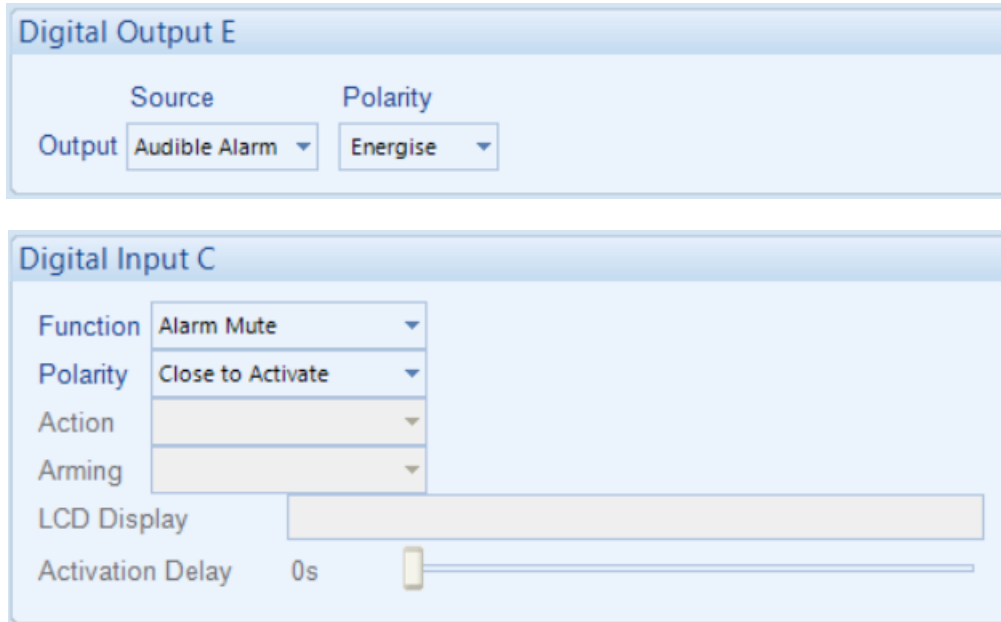 Digital Output E
Source Polarity
Output Audible Alarm Energise
Digital Input C
Function Alarm Mute
Polarity Close to Activate
Action
Arming
LCD Display
Activation Delay 0s